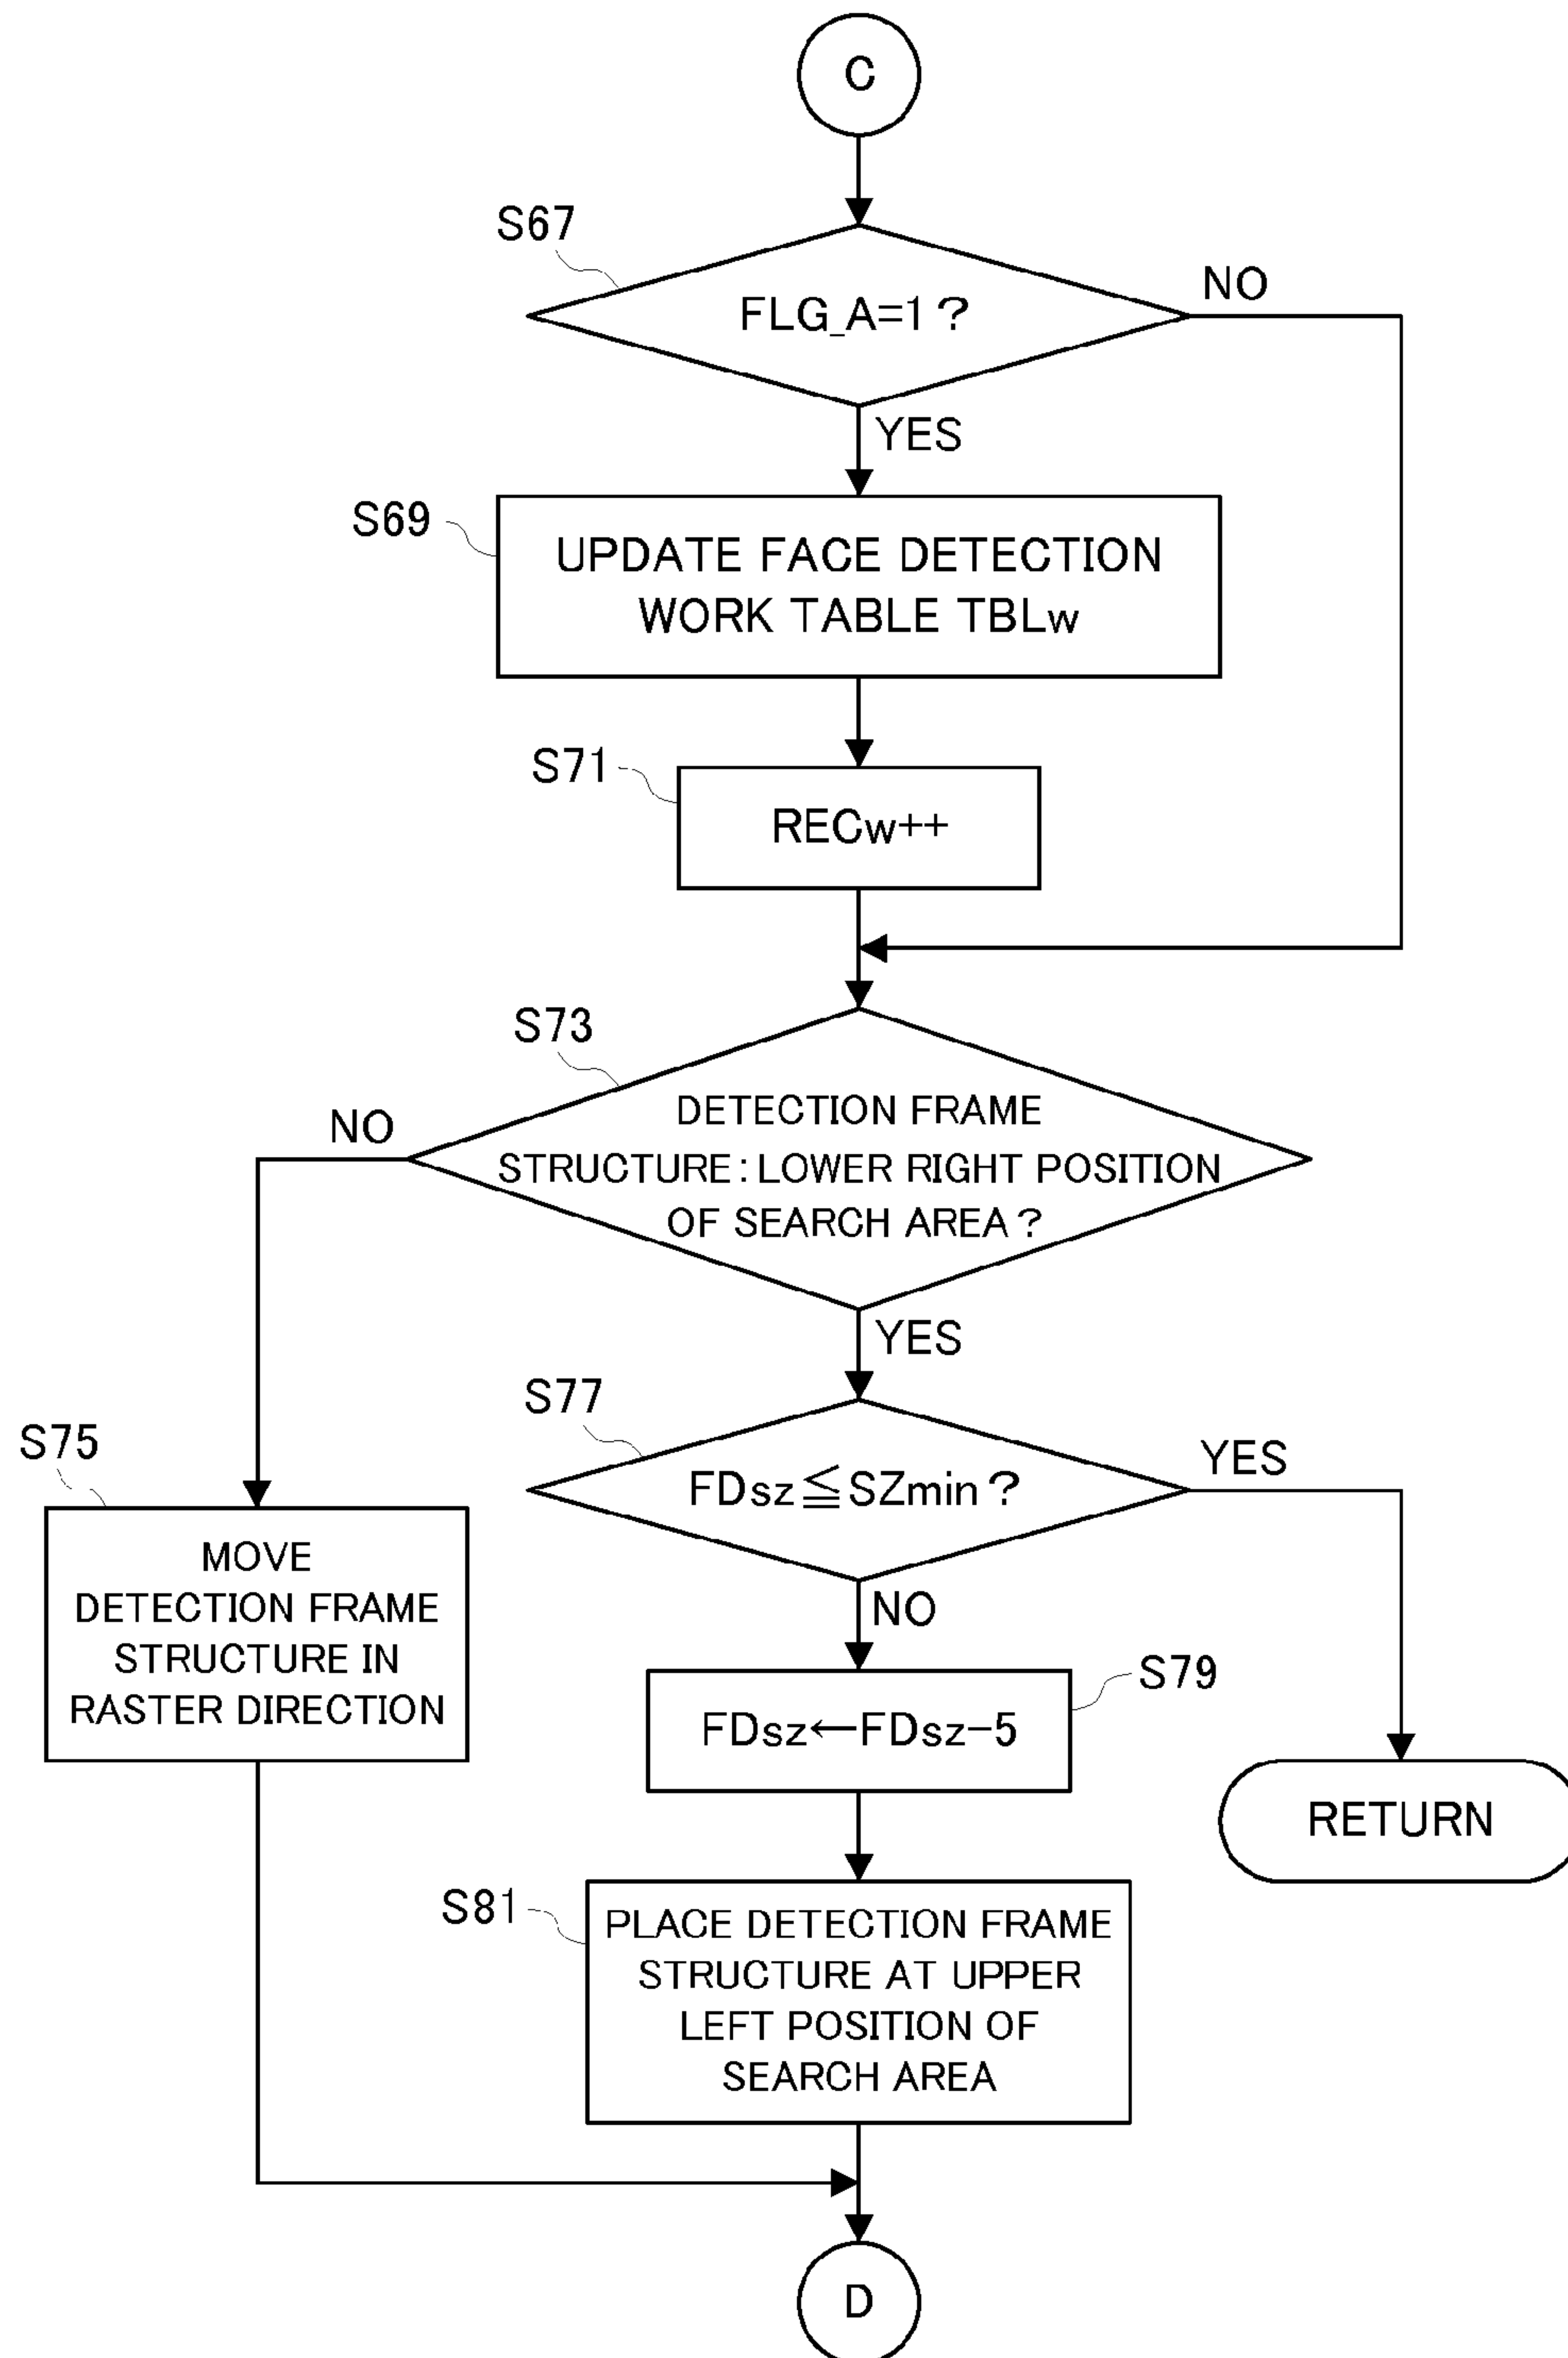 C
S67
FLG_A=1?
NO
YES
S69
UPDATE FACE DETECTION
WORK TABLE TBLw
S71
RECw++
S73
DETECTION FRAME
STRUCTURE:LOWER RIGHT POSITION
OF SEARCH AREA?
NO
YES
S77
FDsz≦SZmin?
YES
S75
MOVE
DETECTION FRAME
STRUCTURE IN
RASTER DIRECTION
NO
S79
FDsz←FDsz-5
RETURN
S81
PLACE DETECTION FRAME
STRUCTURE AT UPPER
LEFT POSITION OF
SEARCH AREA
D